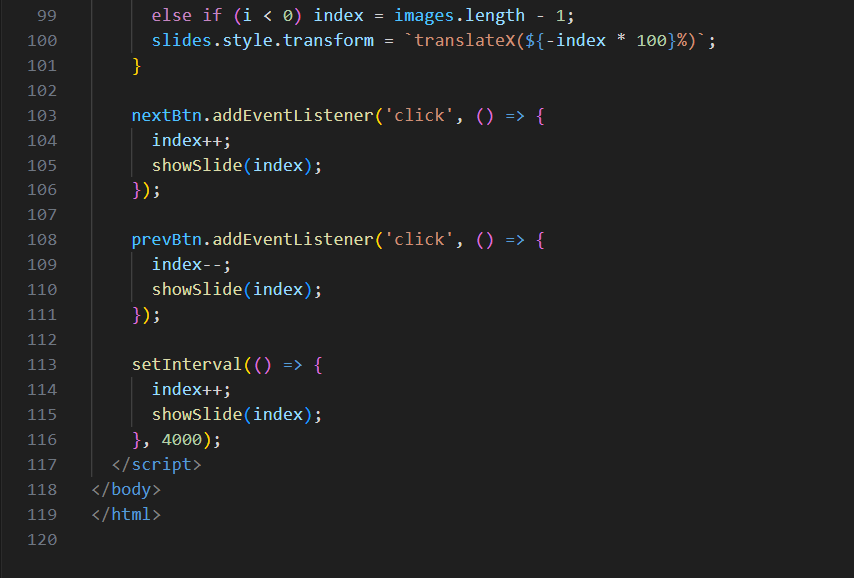 99 else if (i < 0) index = images.length - 1;
100 slides.style.transform = `translateX(${-index * 100}%)`;
101 }
102
103 nextBtn.addEventListener('click', () => {
104 index++;
105 showSlide(index);
106 });
107
108 prevBtn.addEventListener('click', () => {
109 index--;
110 showSlide(index);
111 });
112
113 setInterval(() => {
114 index++;
115 showSlide(index);
116 }, 4000);
117 </script>
118 </body>
119 </html>
120